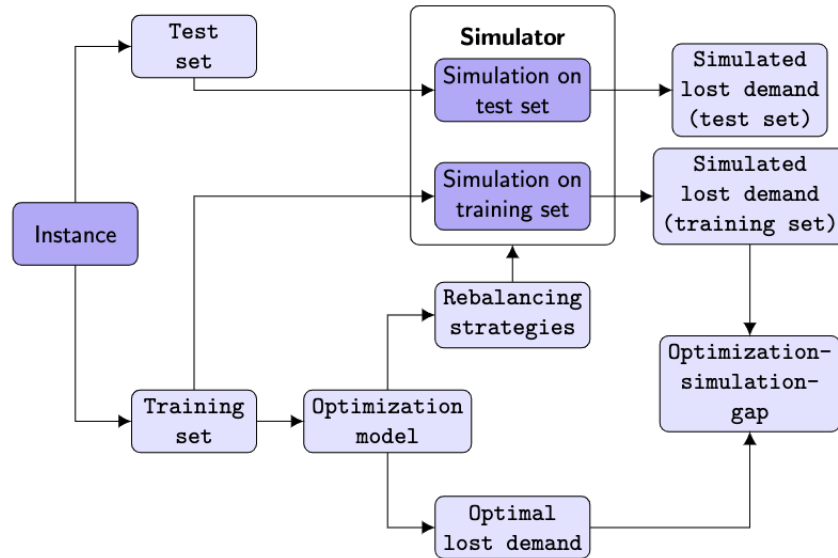 Test
set
Simulator
Simulation on
test set
Simulated
lost demand
(test set)
Simulation on
training set
Simulated
lost demand
(training set)
Instance
Rebalancing
strategies
Optimization-
simulation-
gap
Training
set
Optimization
model
Optimal
lost demand